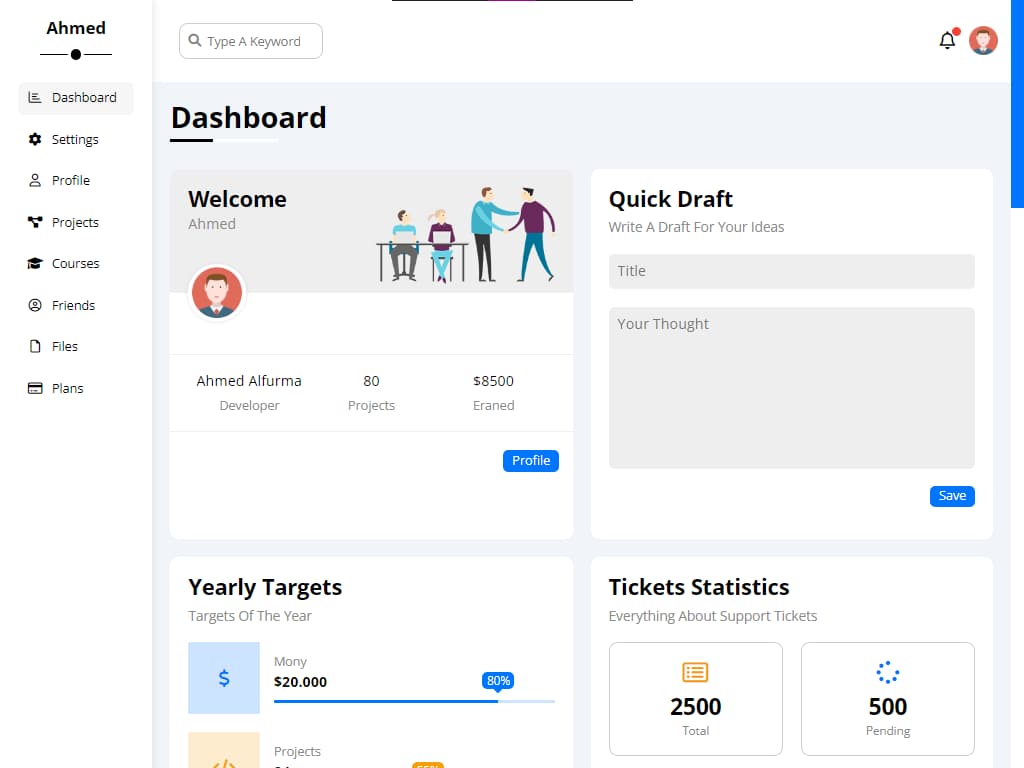 Ahmed
Dashboard
Settings
Profile
Projects
Courses
Friends
Files
Plans
Type A Keyword
Dashboard
Welcome
Ahmed
Ahmed Alfurma
Developer
80
Projects
$8500
Eraned
Profile
Quick Draft
Write A Draft For Your Ideas
Title
Your Thought
Save
Yearly Targets
Targets Of The Year
$
Mony
$20.000
80%
</>
Projects
Tickets Statistics
Everything About Support Tickets
2500
Total
500
Pending